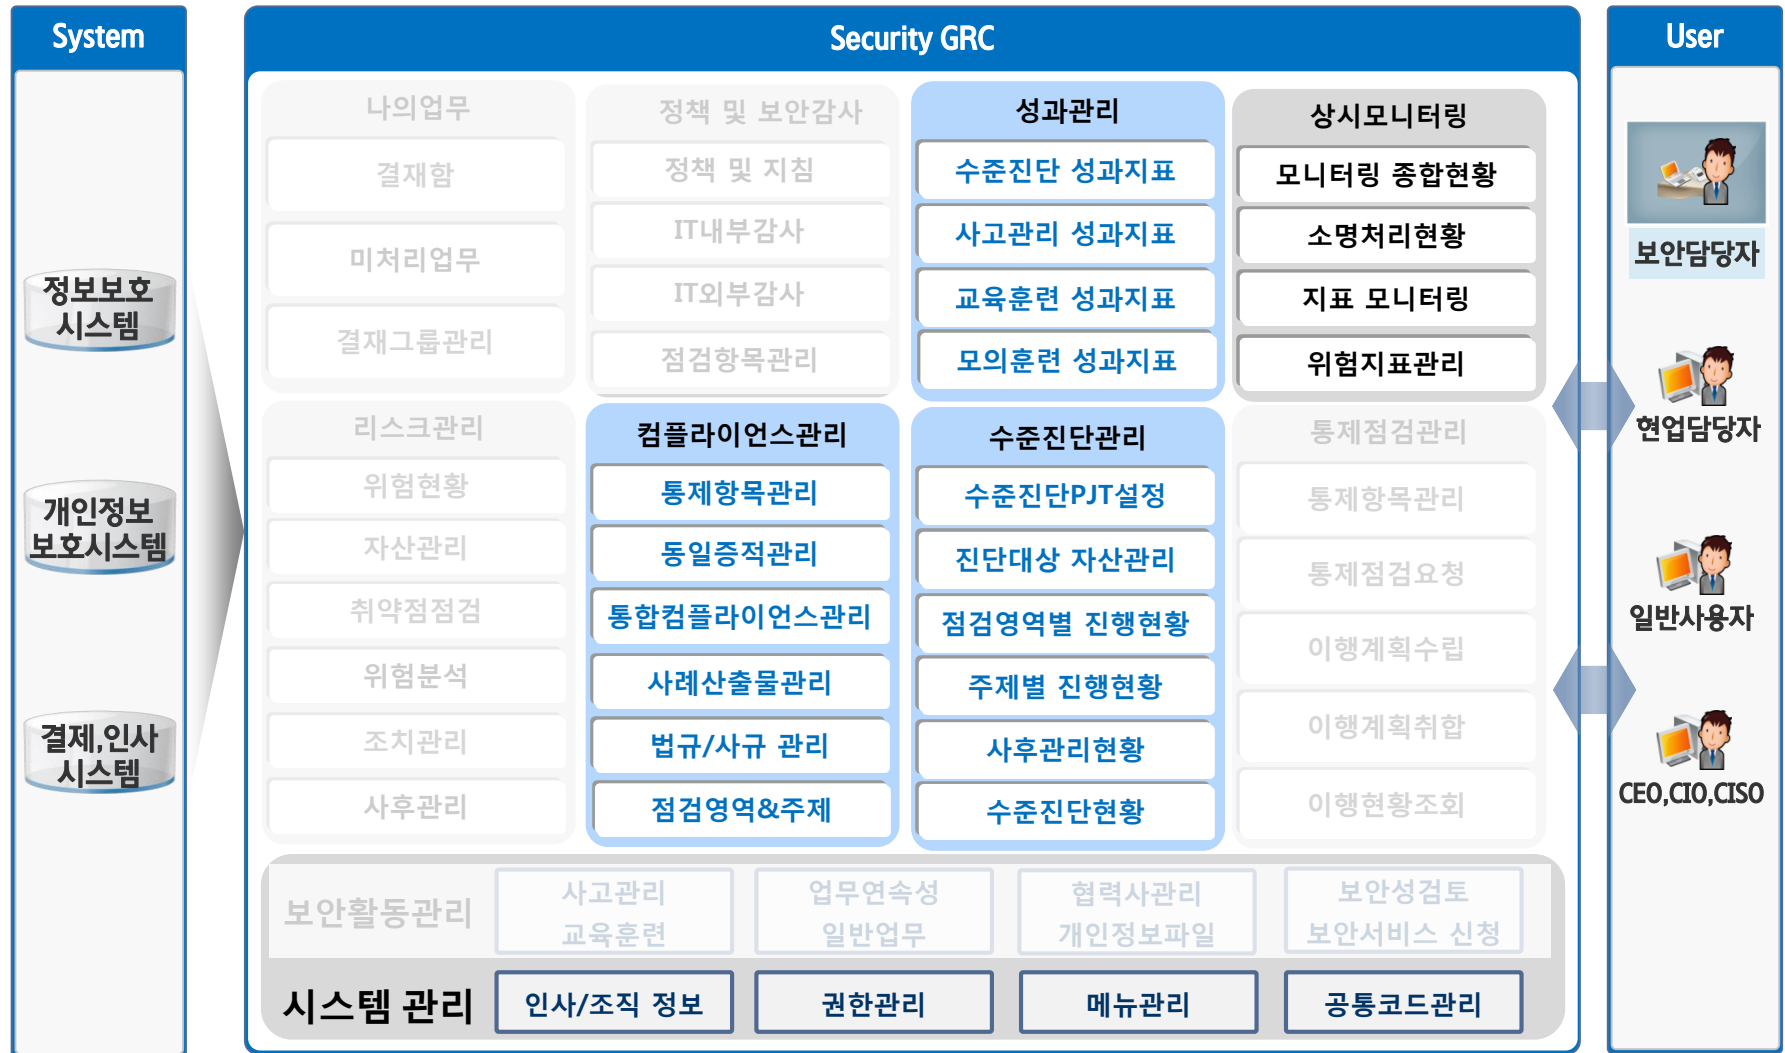 System
정보보호
시스템
개인정보
보호시스템
결제,인사
시스템
Security GRC
나의업무
결재함
미처리업무
결재그룹관리
정책 및 보안감사
정책 및 지침
IT내부감사
IT외부감사
점검항목관리
성과관리
수준진단 성과지표
사고관리 성과지표
교육훈련 성과지표
모의훈련 성과지표
상시모니터링
모니터링 종합현황
소명처리현황
지표 모니터링
위험지표관리
리스크관리
위험현황
자산관리
취약점점검
위험분석
조치관리
사후관리
컴플라이언스관리
통제항목관리
동일증적관리
통합컴플라이언스관리
사례산출물관리
법규/사규 관리
점검영역&주제
수준진단관리
수준진단PJT설정
진단대상 자산관리
점검영역별 진행현황
주제별 진행현황
사후관리현황
수준진단현황
통제점검관리
통제항목관리
통제점검요청
이행계획수립
이행계획취합
이행현황조회
보안활동관리
사고관리
교육훈련
업무연속성
일반업무
협력사관리
개인정보파일
보안성검토
보안서비스 신청
시스템 관리
인사/조직 정보
권한관리
메뉴관리
공통코드관리
User
보안담당자
현업담당자
일반사용자
CEO,CIO,CISO